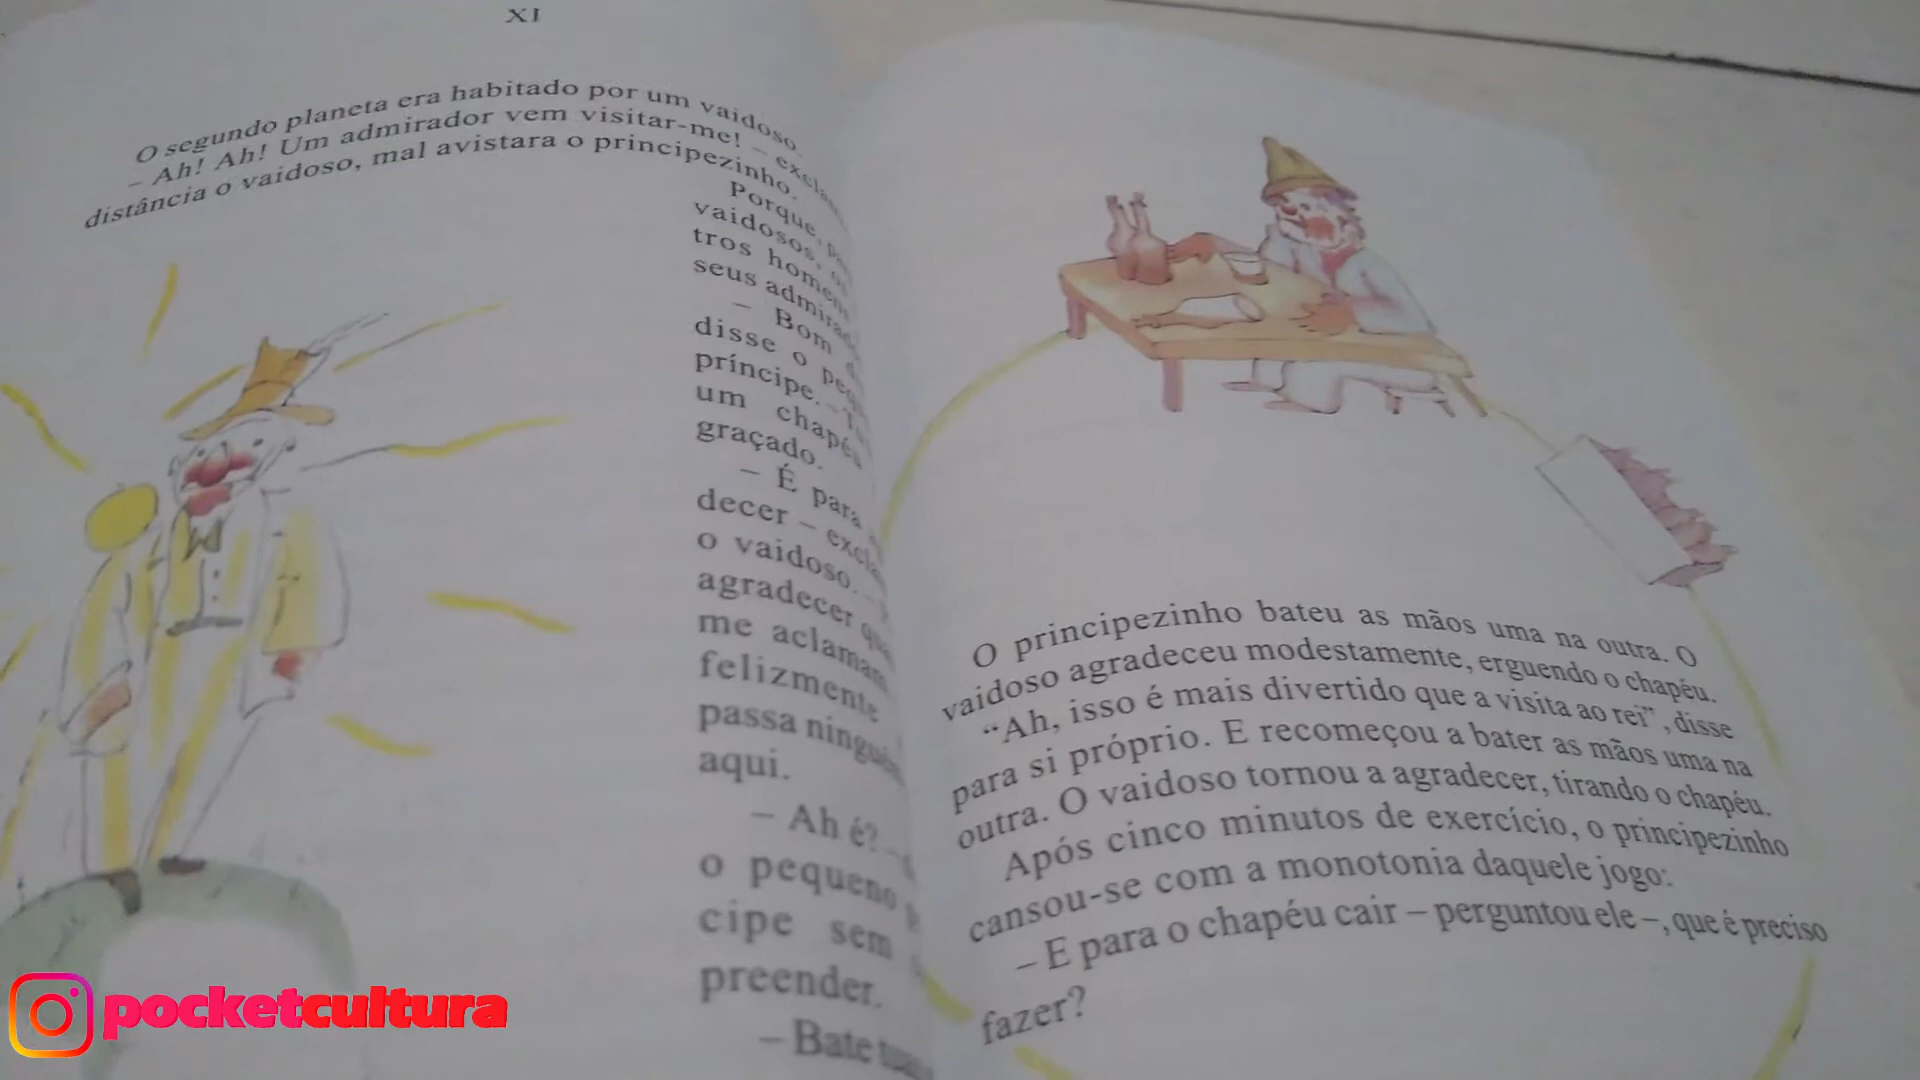 XI
O segundo planeta era habitado por um vaidoso.
– Ah! Ah! Um admirador vem visitar-me! –
distância o vaidoso, mal avistara o principezinho.
Porque,
vaidosos,
tros
seus
– Bom
disse o
príncipe. –
um chapéu
graçado.
– É para
decer –
o vaidoso. –
agradecer
me aclamam.
felizmente
passa
aqui.
– Ah é? –
o pequeno
cipe sem
preender.
– Bate
O principezinho bateu as mãos uma na outra. O
vaidoso agradeceu modestamente, erguendo o chapéu.
“Ah, isso é mais divertido que a visita ao rei”, disse
para si próprio. E recomeçou a bater as mãos uma na
outra. O vaidoso tornou a agradecer, tirando o chapéu.
Após cinco minutos de exercício, o principezinho
cansou-se com a monotonia daquele jogo:
– E para o chapéu cair – perguntou ele –, que é preciso
fazer?
pocketcultura